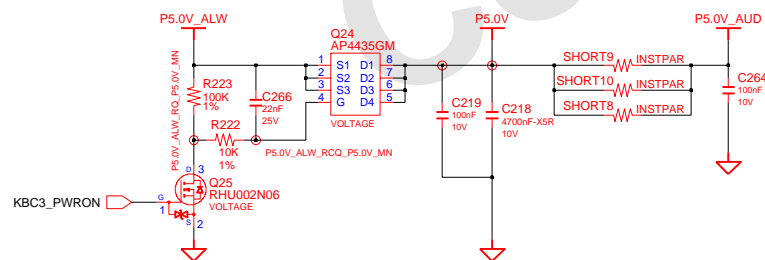 P5.0V_ALW
Q24
AP4435GM
P5.0V
P5.0V_AUD
1 S1 D1 8
2 S2 D2 7
3 S3 D3 6
4 G D4 5
VOLTAGE
P5.0V_ALW_RQ_P5.0V_MN
R223
100K
1%
C266
22nF
25V
R222
10K
1%
P5.0V_ALW_RCQ_P5.0V_MN
C219
100nF
10V
C218
4700nF-X5R
10V
SHORT9 INSTPAR
SHORT10 INSTPAR
SHORT8 INSTPAR
C264
100nF
10V
D 3
Q25
RHU002N06
VOLTAGE
KBC3_PWRON
G
1
S
2